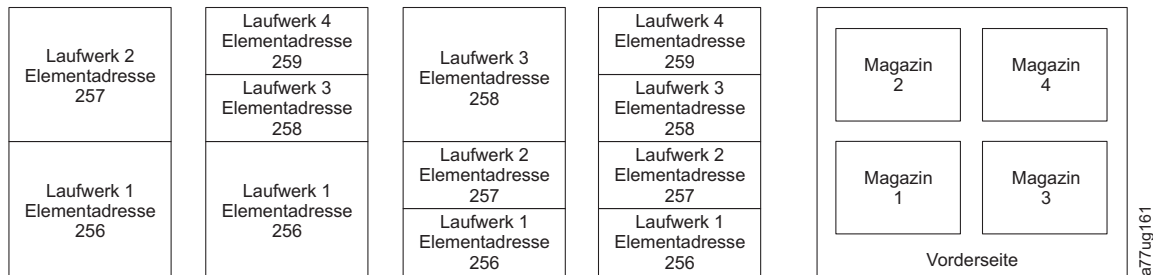 Laufwerk 2
Elementadresse
257
Laufwerk 1
Elementadresse
256
Laufwerk 4
Elementadresse
259
Laufwerk 3
Elementadresse
258
Laufwerk 1
Elementadresse
256
Laufwerk 3
Elementadresse
258
Laufwerk 2
Elementadresse
257
Laufwerk 1
Elementadresse
256
Laufwerk 4
Elementadresse
259
Laufwerk 3
Elementadresse
258
Laufwerk 2
Elementadresse
257
Laufwerk 1
Elementadresse
256
Magazin
2
Magazin
4
Magazin
1
Magazin
3
Vorderseite
a77ug161